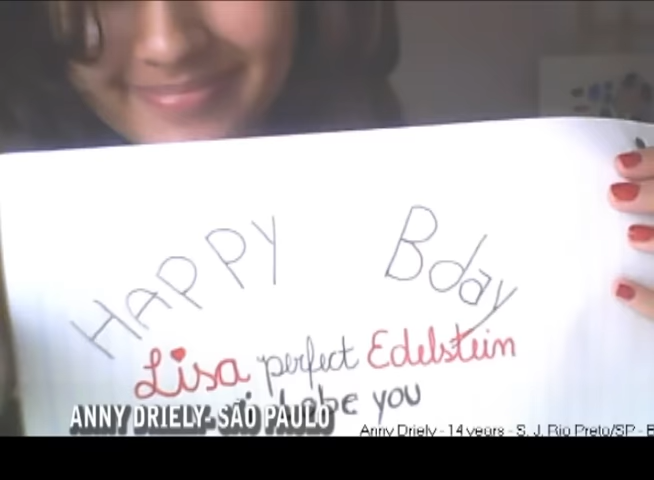 HAPPY Bday
Lisa perfect Edelstein
you
ANNY DRIELY- SÃO PAULO
Anny Driely - 14 years - S. J. Rio Preto/SP -